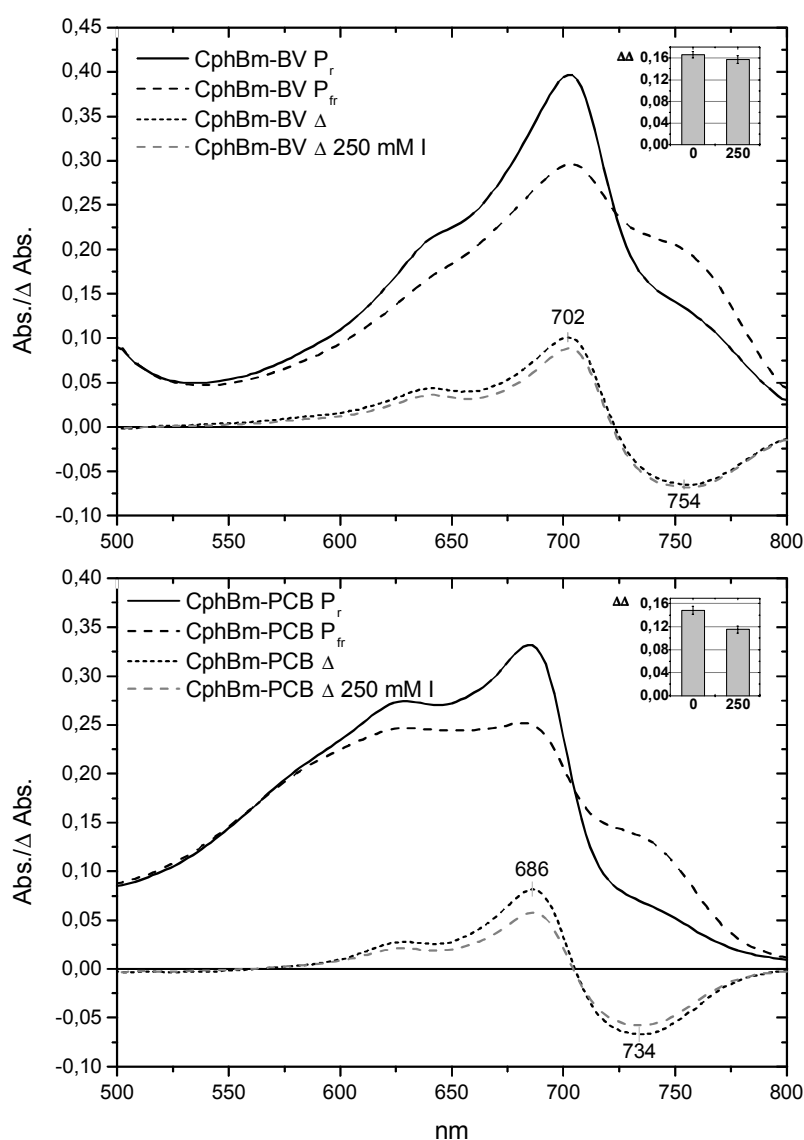 CphBm-BV Pr
CphBm-BV Pfr
CphBm-BV Δ
CphBm-BV Δ 250 mM I
ΔΔ
0,16
0,12
0,08
0,04
0,00
0 250
0,45
0,40
0,35
0,30
0,25
0,20
0,15
0,10
0,05
0,00
-0,05
-0,10
Abs./Δ Abs.
702
754
500 550 600 650 700 750 800
CphBm-PCB Pr
CphBm-PCB Pfr
CphBm-PCB Δ
CphBm-PCB Δ 250 mM I
ΔΔ
0,16
0,12
0,08
0,04
0,00
0 250
0,40
0,35
0,30
0,25
0,20
0,15
0,10
0,05
0,00
-0,05
-0,10
Abs./Δ Abs.
686
734
500 550 600 650 700 750 800
nm